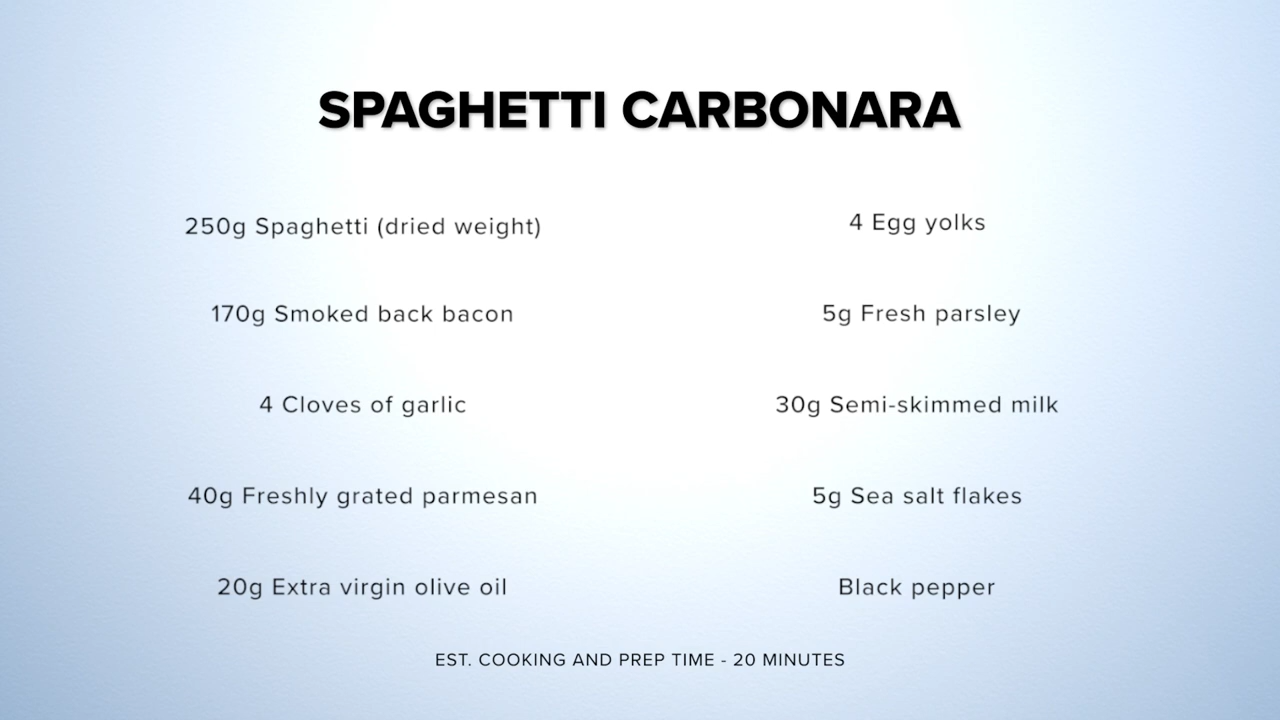 SPAGHETTI CARBONARA
250g Spaghetti (dried weight)
170g Smoked back bacon
4 Cloves of garlic
40g Freshly grated parmesan
20g Extra virgin olive oil
4 Egg yolks
5g Fresh parsley
30g Semi-skimmed milk
5g Sea salt flakes
Black pepper
EST. COOKING AND PREP TIME - 20 MINUTES